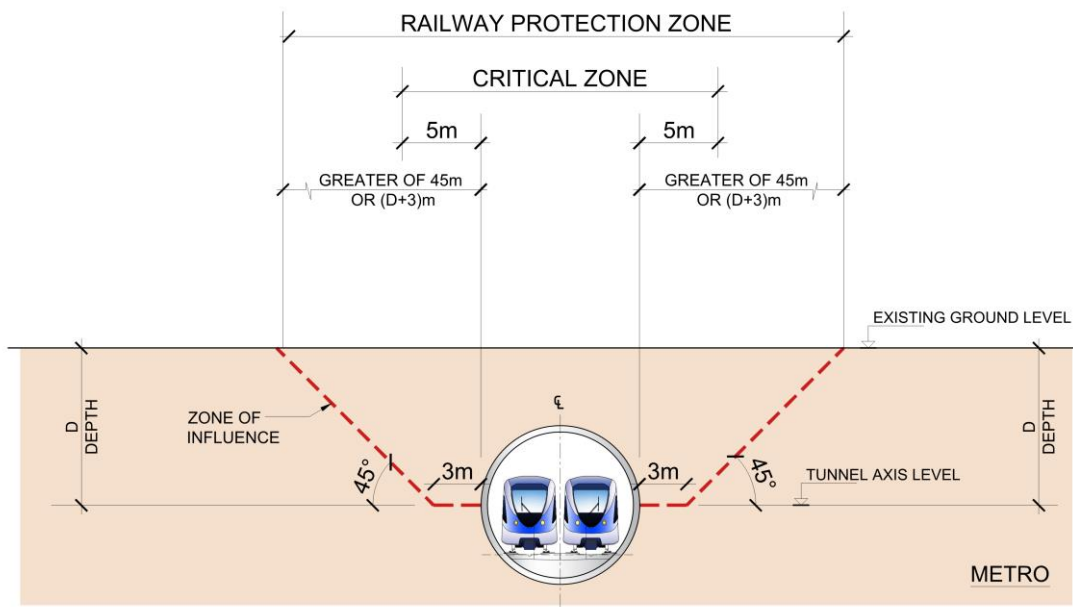 RAILWAY PROTECTION ZONE
CRITICAL ZONE
5m
5m
GREATER OF 45m
OR (D+3)m
GREATER OF 45m
OR (D+3)m
EXISTING GROUND LEVEL
D
DEPTH
ZONE OF
INFLUENCE
℄
D
DEPTH
45°
3m
3m
45°
TUNNEL AXIS LEVEL
METRO